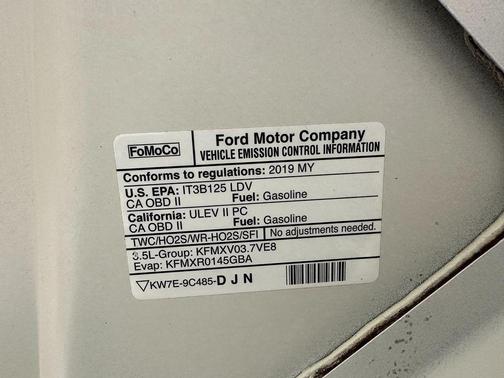 FoMoCo
Ford Motor Company
VEHICLE EMISSION CONTROL INFORMATION
Conforms to regulations: 2019 MY
U.S. EPA: IT3B125 LDV
CA OBD II Fuel: Gasoline
California: ULEV II PC
CA OBD II Fuel: Gasoline
TWC/HO2S/WR-HO2S/SFI No adjustments needed.
3.5L-Group: KFMXV03.7VE8
Evap: KFMXR0145GBA
KW7E-9C485-D J N